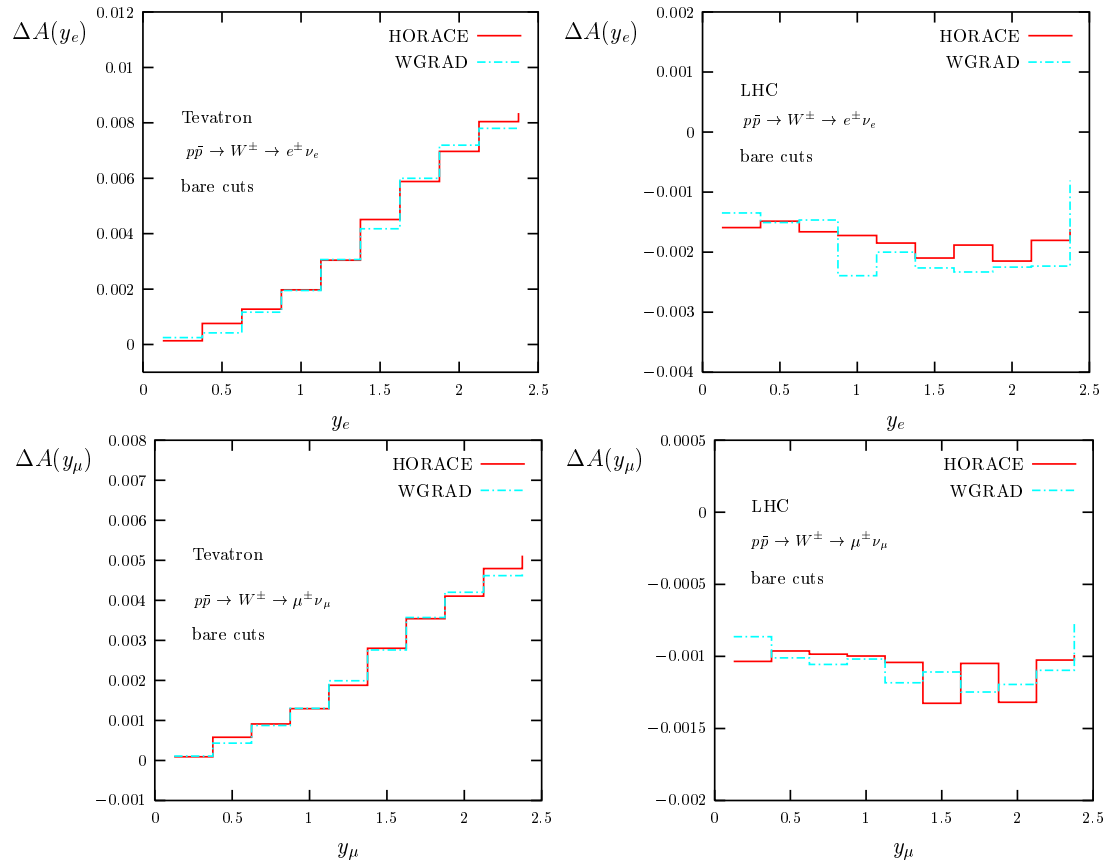 ΔA(y_e)
0.012
0.01
0.008
0.006
0.004
0.002
0
HORACE
WGRAD
Tevatron
pp̄ → W± → e±ν_e
bare cuts
0 0.5 1 1.5 2 2.5
y_e
ΔA(y_e)
0.002
0.001
0
−0.001
−0.002
−0.003
−0.004
HORACE
WGRAD
LHC
pp̄ → W± → e±ν_e
bare cuts
0 0.5 1 1.5 2 2.5
y_e
ΔA(y_μ)
0.008
0.007
0.006
0.005
0.004
0.003
0.002
0.001
0
−0.001
HORACE
WGRAD
Tevatron
pp̄ → W± → μ±ν_μ
bare cuts
0 0.5 1 1.5 2 2.5
y_μ
ΔA(y_μ)
0.0005
0
−0.0005
−0.001
−0.0015
−0.002
HORACE
WGRAD
LHC
pp̄ → W± → μ±ν_μ
bare cuts
0 0.5 1 1.5 2 2.5
y_μ